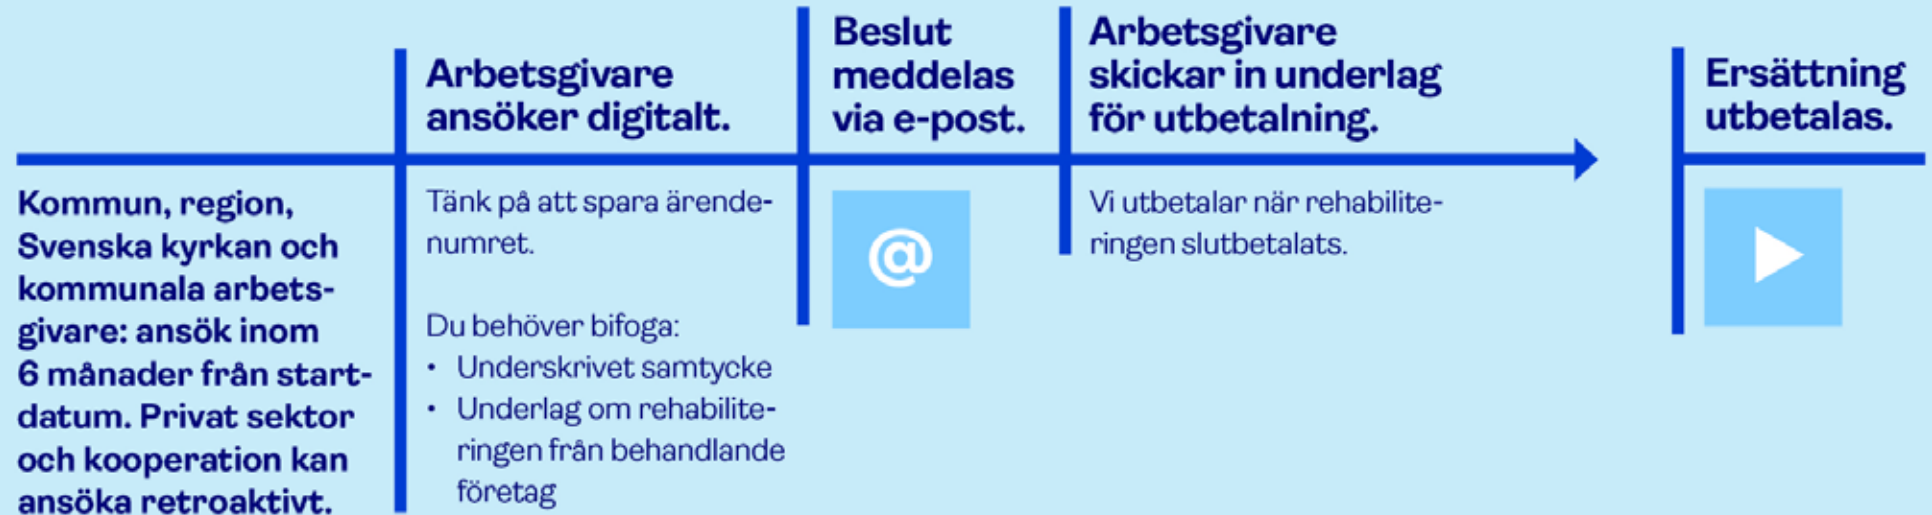 Kommun, region,
Svenska kyrkan och
kommunala arbets-
givare: ansök inom
6 månader från start-
datum. Privat sektor
och kooperation kan
ansöka retroaktivt.
Arbetsgivare
ansöker digitalt.
Tänk på att spara ärende-
numret.
Du behöver bifoga:
• Underskrivet samtycke
• Underlag om rehabilite-
ringen från behandlande
företag
Beslut
meddelas
via e-post.
@
Arbetsgivare
skickar in underlag
för utbetalning.
Vi utbetalar när rehabilite-
ringen slutbetalats.
Ersättning
utbetalas.